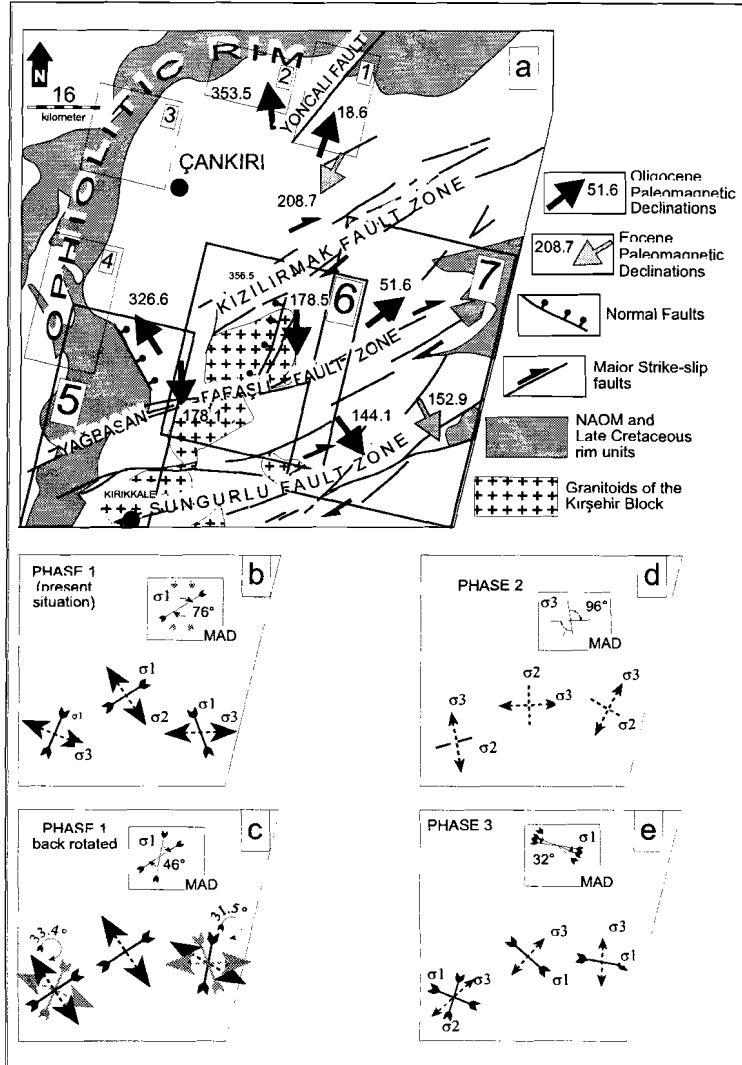 a
OPHIOLITIC RIM
N
16
kilometer
353.5
2
1
YONCALI FAULT
18.6
3
ÇANKIRI
208.7
4
KIZILIRMAK FAULT ZONE
356.5
178.5
6
51.6
7
326.6
5
YAĞBASAN FARAŞLI FAULT ZONE
178.1
144.1
152.9
KIRIKKALE
SUNGURLU FAULT ZONE
51.6
Oligocene
Paleomagnetic
Declinations
208.7
Eocene
Paleomagnetic
Declinations
Normal Faults
Major Strike-slip
faults
NAOM and
Late Cretaceous
rim units
Granitoids of the
Kırşehir Block
b
PHASE 1
(present
situation)
σ1
76°
MAD
σ1
σ1
σ1
σ3
σ2
σ3
d
PHASE 2
σ3
96°
MAD
σ2
σ3
σ3
σ3
σ2
σ2
c
PHASE 1
back rotated
σ1
46°
MAD
33.4°
31.5°
e
PHASE 3
σ1
32°
MAD
σ3
σ3
σ1
σ3
σ1
σ1
σ2